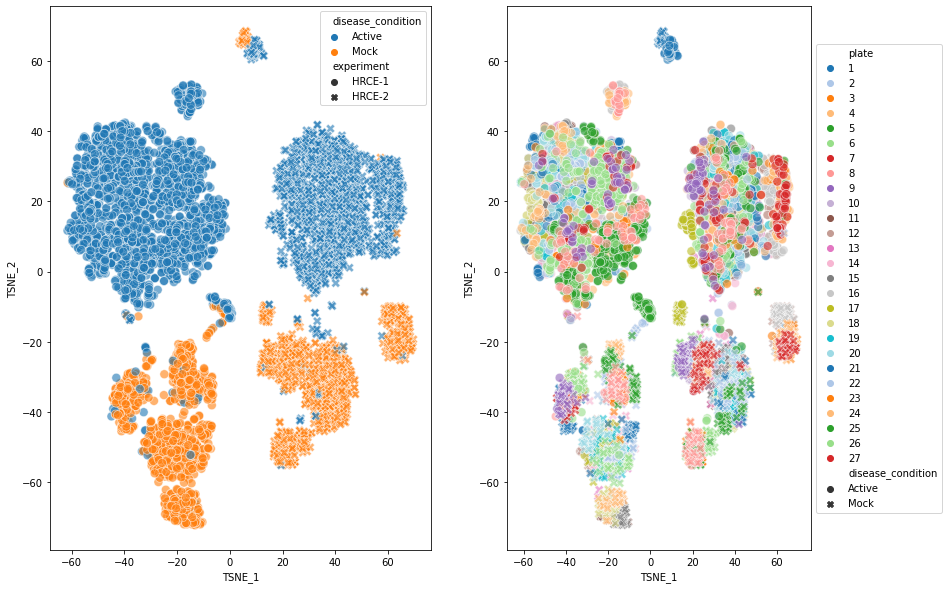 disease_condition
Active
Mock
experiment
HRCE-1
HRCE-2
60
40
20
0
−20
−40
−60
TSNE_2
−60 −40 −20 0 20 40 60
TSNE_1
60
40
20
0
−20
−40
−60
TSNE_2
−60 −40 −20 0 20 40 60
TSNE_1
plate
1
2
3
4
5
6
7
8
9
10
11
12
13
14
15
16
17
18
19
20
21
22
23
24
25
26
27
disease_condition
Active
Mock